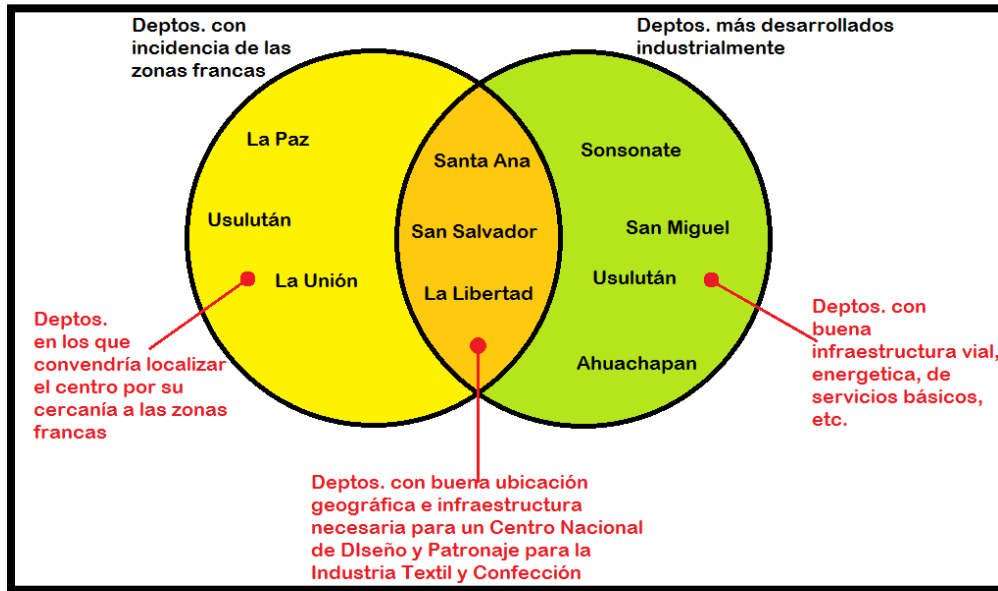 Deptos. con
incidencia de las
zonas francas
Deptos. más desarrollados
industrialmente
La Paz
Usulután
La Unión
Santa Ana
San Salvador
La Libertad
Sonsonate
San Miguel
Usulután
Ahuachapan
Deptos.
en los que
convendría localizar
el centro por su
cercanía a las zonas
francas
Deptos. con buena ubicación
geográfica e infraestructura
necesaria para un Centro Nacional
de DIseño y Patronaje para la
Industria Textil y Confección
Deptos. con
buena
infraestructura vial,
energetica, de
servicios básicos,
etc.